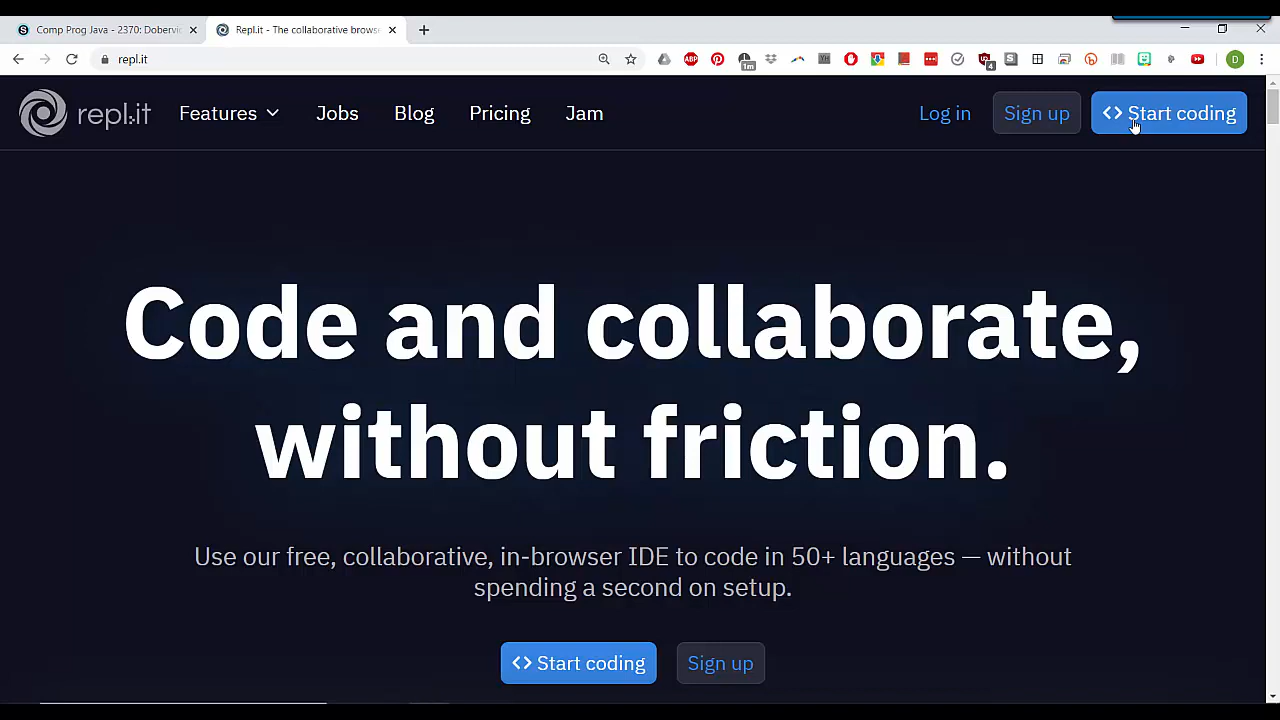 Comp Prog Java - 2370: Dobervi
Repl.it - The collaborative brows
repl.it
1m
4
D
repl.it
Features
Jobs
Blog
Pricing
Jam
Log in
Sign up
<> Start coding
Code and collaborate,
without friction.
Use our free, collaborative, in-browser IDE to code in 50+ languages — without
spending a second on setup.
<> Start coding
Sign up